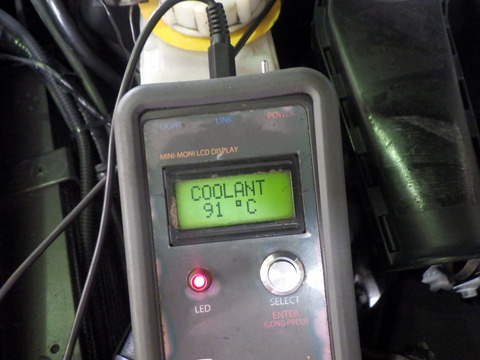 LIGHT LINK POWER
MINI-MONI LCD DISPLAY
COOLANT
91 °C
LED
SELECT
ENTER
(LONG PRESS)